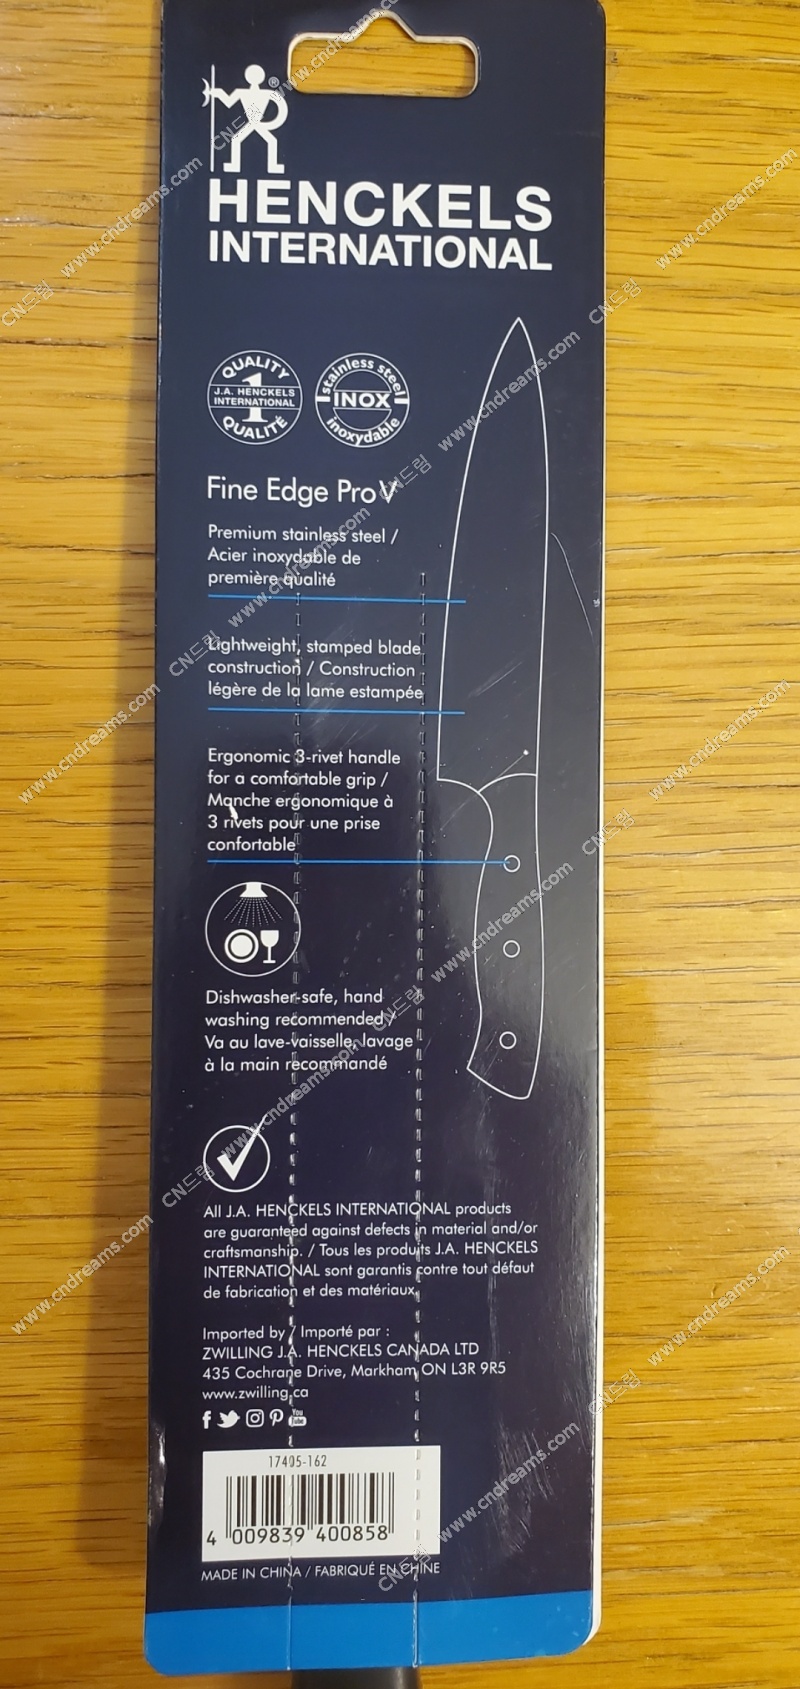 ®
HENCKELS
INTERNATIONAL
QUALITY
1
J.A. HENCKELS
INTERNATIONAL
QUALITÉ
stainless steel
INOX
inoxydable
Fine Edge Pro
Premium stainless steel /
Acier inoxydable de
première qualité
Lightweight, stamped blade
construction / Construction
légère de la lame estampée
Ergonomic 3-rivet handle
for a comfortable grip /
Manche ergonomique à
3 rivets pour une prise
confortable
Dishwasher-safe, hand
washing recommended /
Va au lave-vaisselle, lavage
à la main recommandé
All J.A. HENCKELS INTERNATIONAL products
are guaranteed against defects in material and/or
craftsmanship. / Tous les produits J.A. HENCKELS
INTERNATIONAL sont garantis contre tout défaut
de fabrication et des matériaux.
Imported by / Importé par :
ZWILLING J.A. HENCKELS CANADA LTD
435 Cochrane Drive, Markham, ON L3R 9R5
www.zwilling.ca
You Tube
17405-162
4 009839 400858
MADE IN CHINA / FABRIQUÉ EN CHINE
CN드림 www.cndreams.com